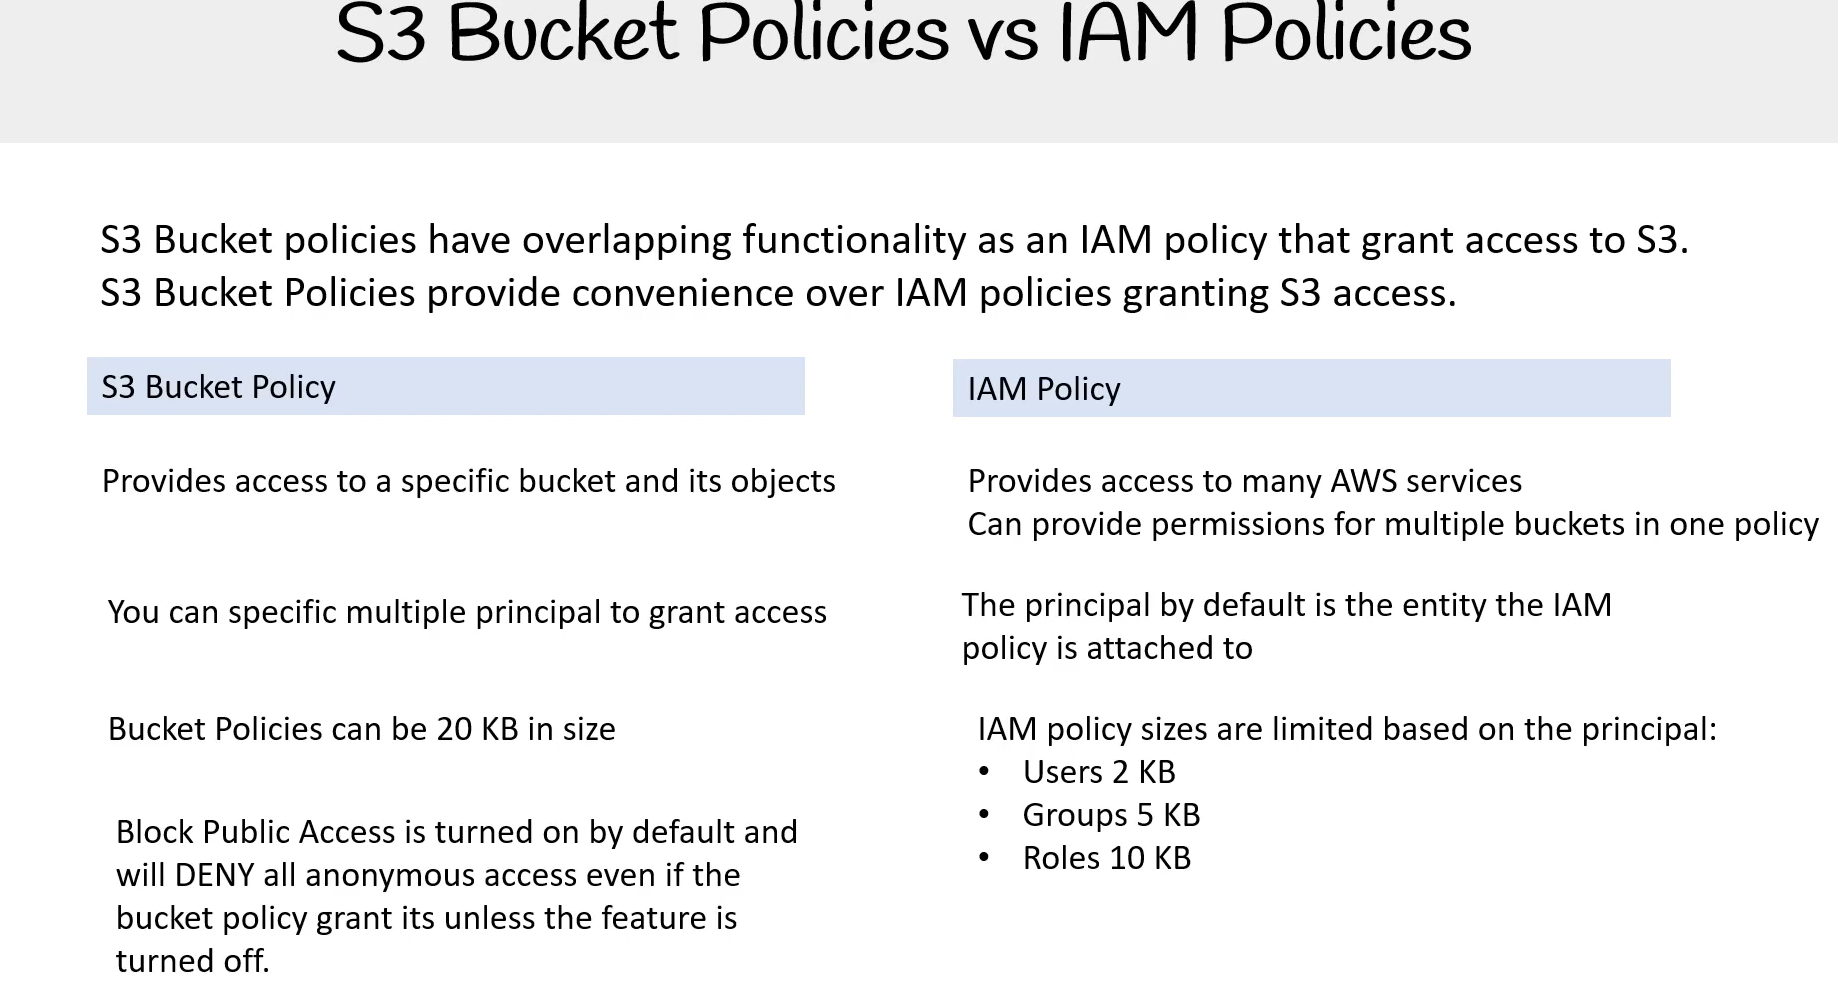 S3 Bucket Policies vs IAM Policies
S3 Bucket policies have overlapping functionality as an IAM policy that grant access to S3.
S3 Bucket Policies provide convenience over IAM policies granting S3 access.
S3 Bucket Policy
Provides access to a specific bucket and its objects
You can specific multiple principal to grant access
Bucket Policies can be 20 KB in size
Block Public Access is turned on by default and
will DENY all anonymous access even if the
bucket policy grant its unless the feature is
turned off.
IAM Policy
Provides access to many AWS services
Can provide permissions for multiple buckets in one policy
The principal by default is the entity the IAM
policy is attached to
IAM policy sizes are limited based on the principal:
• Users 2 KB
• Groups 5 KB
• Roles 10 KB